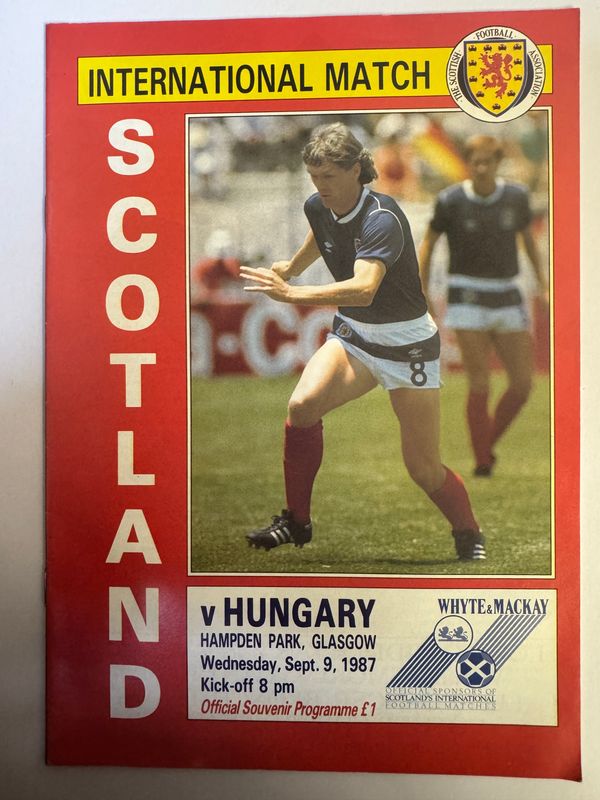 INTERNATIONAL MATCH
THE SCOTTISH FOOTBALL ASSOCIATION
SCOTLAND
8
v HUNGARY
HAMPDEN PARK, GLASGOW
Wednesday, Sept. 9, 1987
Kick-off 8 pm
Official Souvenir Programme £1
WHYTE & MACKAY
OFFICIAL SPONSORS OF
SCOTLAND'S INTERNATIONAL
FOOTBALL MATCHES